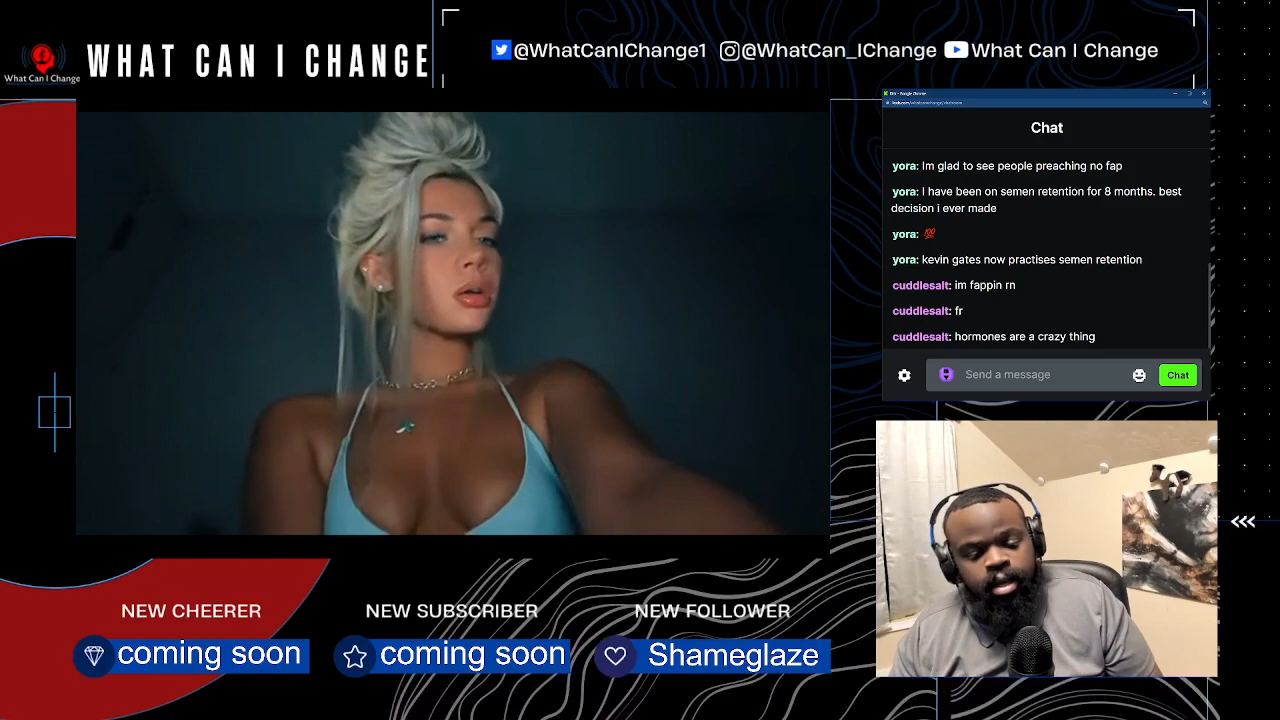 What Can I Change
WHAT CAN I CHANGE
@WhatCanIChange1 @WhatCan_IChange What Can I Change
Chat
yora: Im glad to see people preaching no fap
yora: I have been on semen retention for 8 months. best
decision i ever made
yora: 💯
yora: kevin gates now practises semen retention
cuddlesalt: im fappin rn
cuddlesalt: fr
cuddlesalt: hormones are a crazy thing
Send a message
Chat
NEW CHEERER NEW SUBSCRIBER NEW FOLLOWER
coming soon coming soon Shameglaze